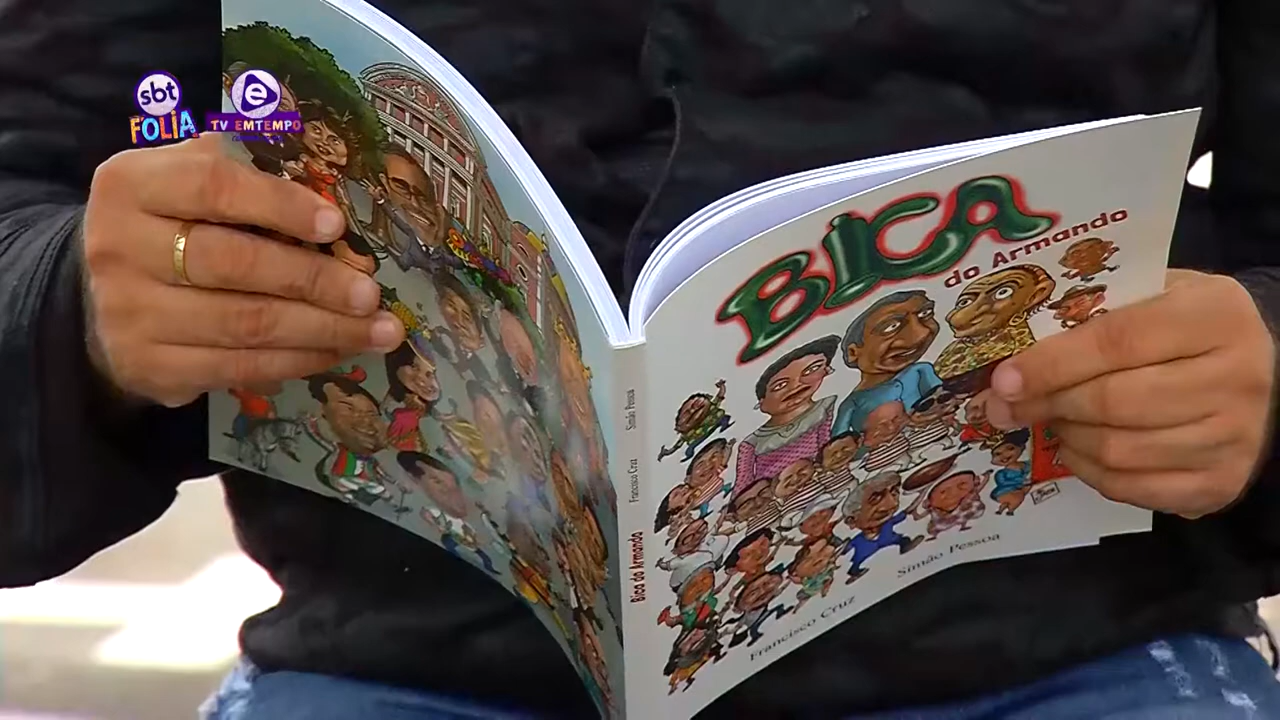 sbt
FOLIA
e
TV EMTEMPO
BICA
do Armando
Francisco Cruz
Simão Pessoa
Bica do Armando
Francisco Cruz
Simão Pessoa